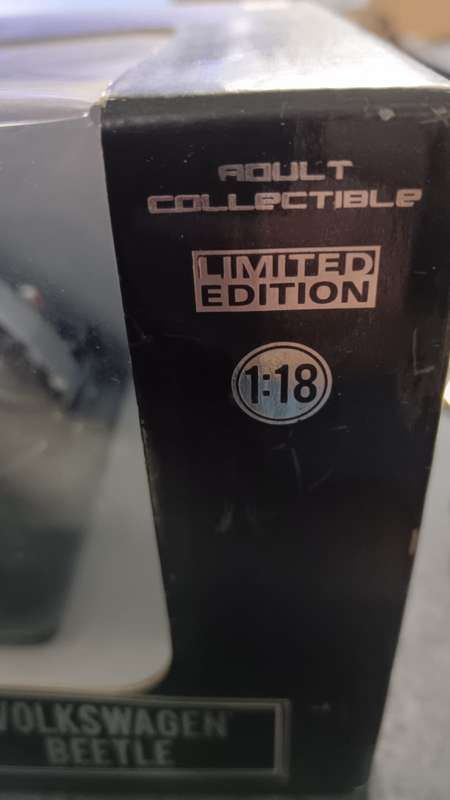 ADULT
COLLECTIBLE
LIMITED
EDITION
1:18
VOLKSWAGEN
BEETLE